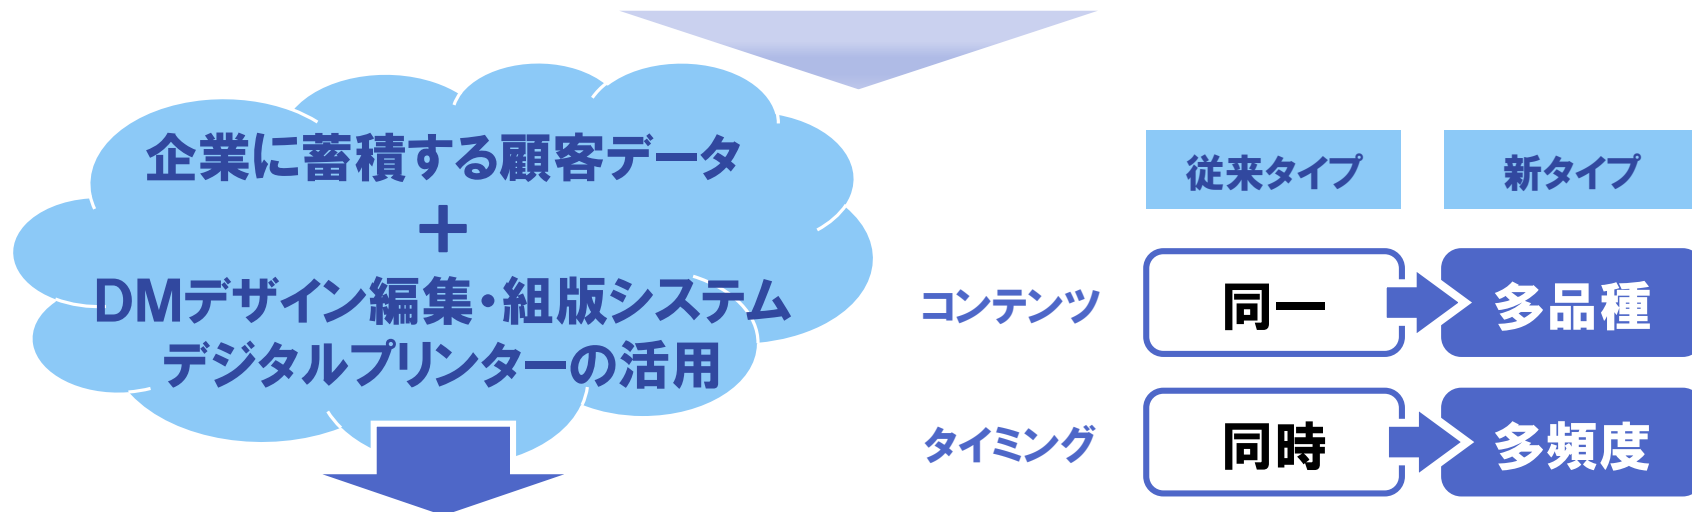 企業に蓄積する顧客データ
＋
DMデザイン編集・組版システム
デジタルプリンターの活用
従来タイプ 新タイプ
コンテンツ 同一 多品種
タイミング 同時 多頻度